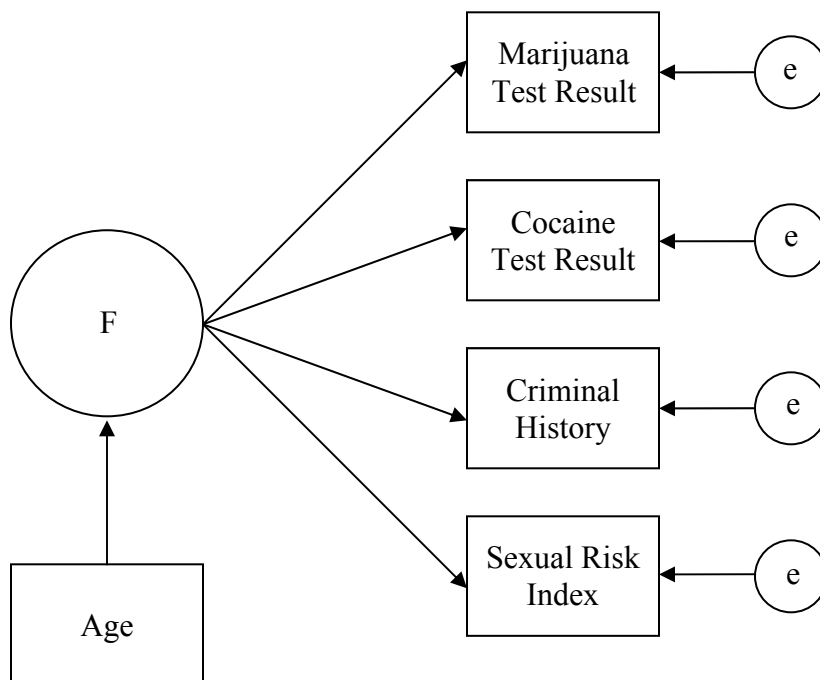 Marijuana
Test Result
e
Cocaine
Test Result
e
F
Criminal
History
e
Sexual Risk
Index
e
Age